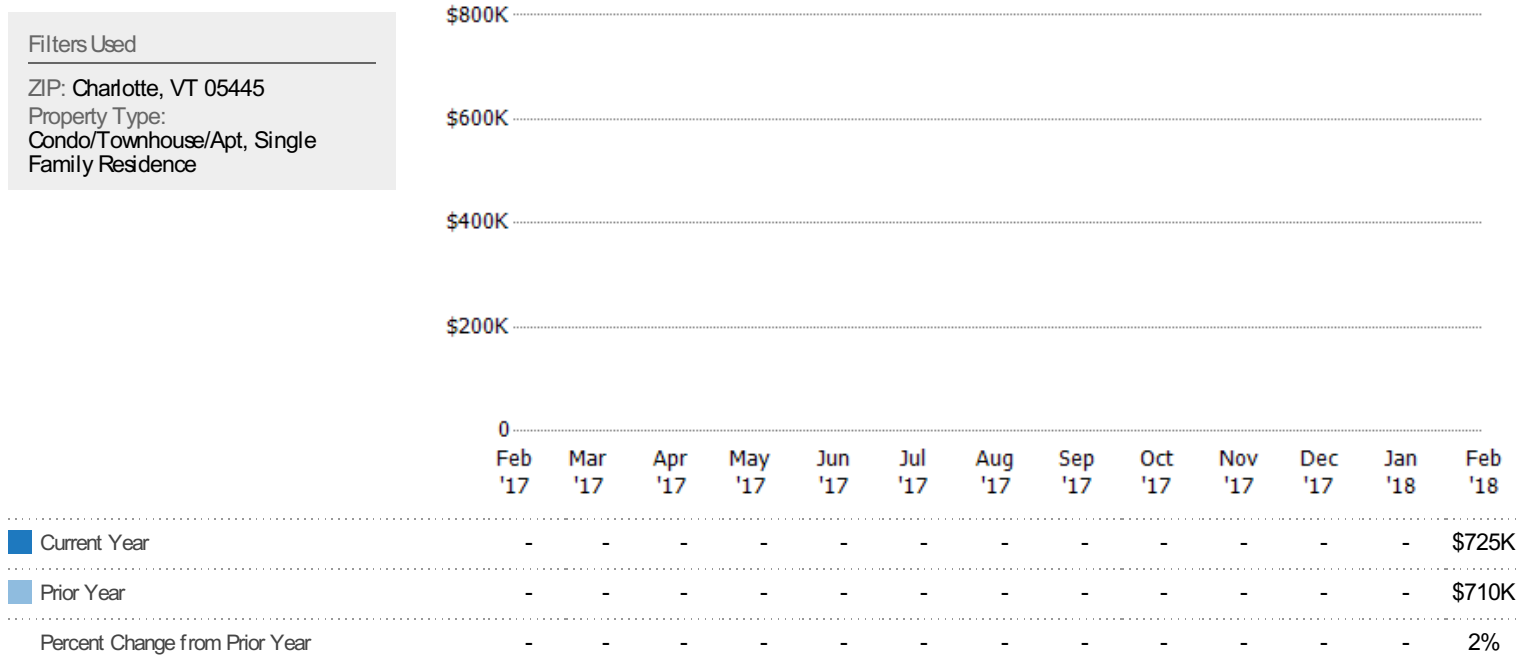 Filters Used
ZIP: Charlotte, VT 05445
Property Type:
Condo/Townhouse/Apt, Single
Family Residence
$800K
$600K
$400K
$200K
0
Feb Mar Apr May Jun Jul Aug Sep Oct Nov Dec Jan Feb
'17 '17 '17 '17 '17 '17 '17 '17 '17 '17 '17 '18 '18
Current Year - - - - - - - - - - - - $725K
Prior Year - - - - - - - - - - - - $710K
Percent Change from Prior Year - - - - - - - - - - - - 2%